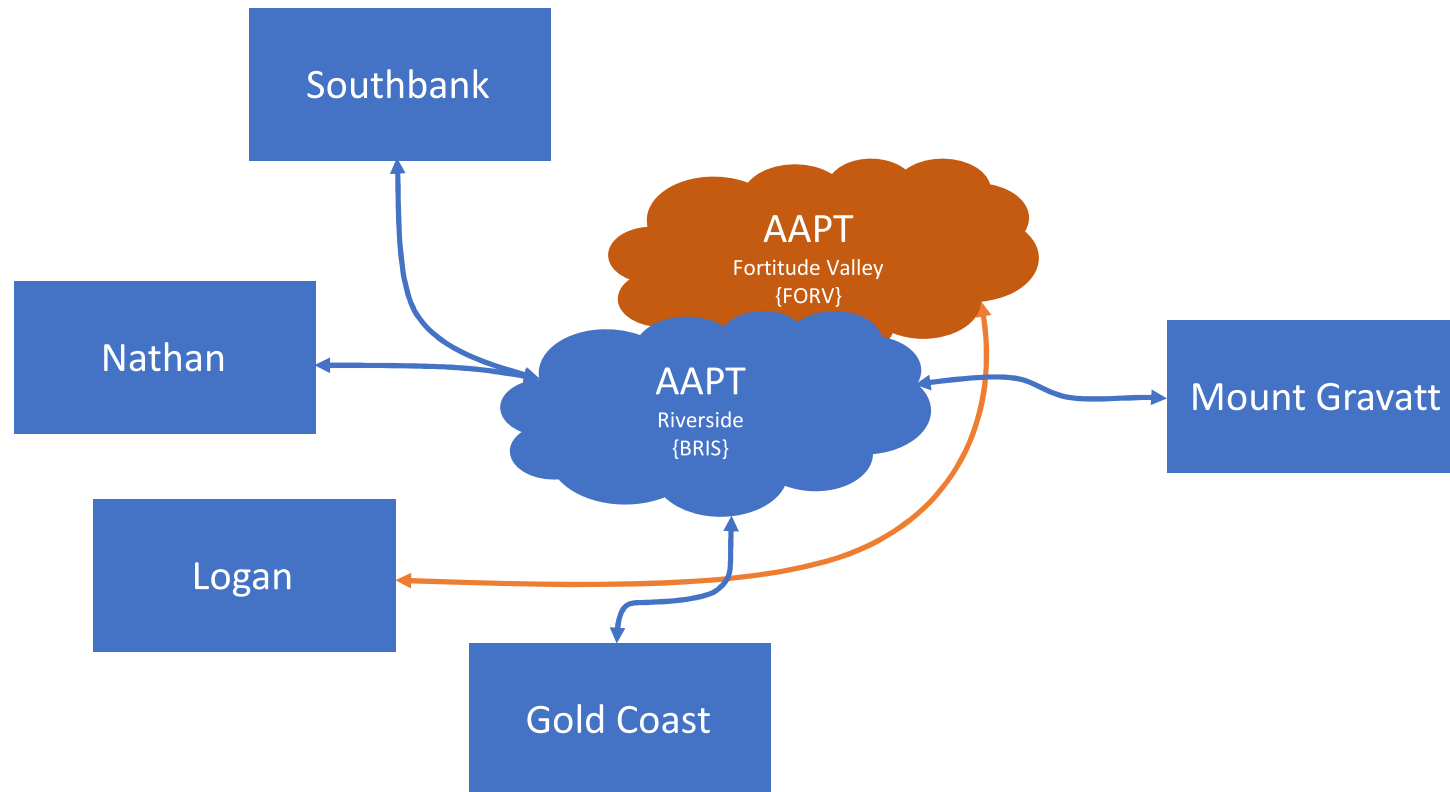 Southbank
AAPT
Fortitude Valley
{FORV}
Nathan
AAPT
Riverside
{BRIS}
Mount Gravatt
Logan
Gold Coast